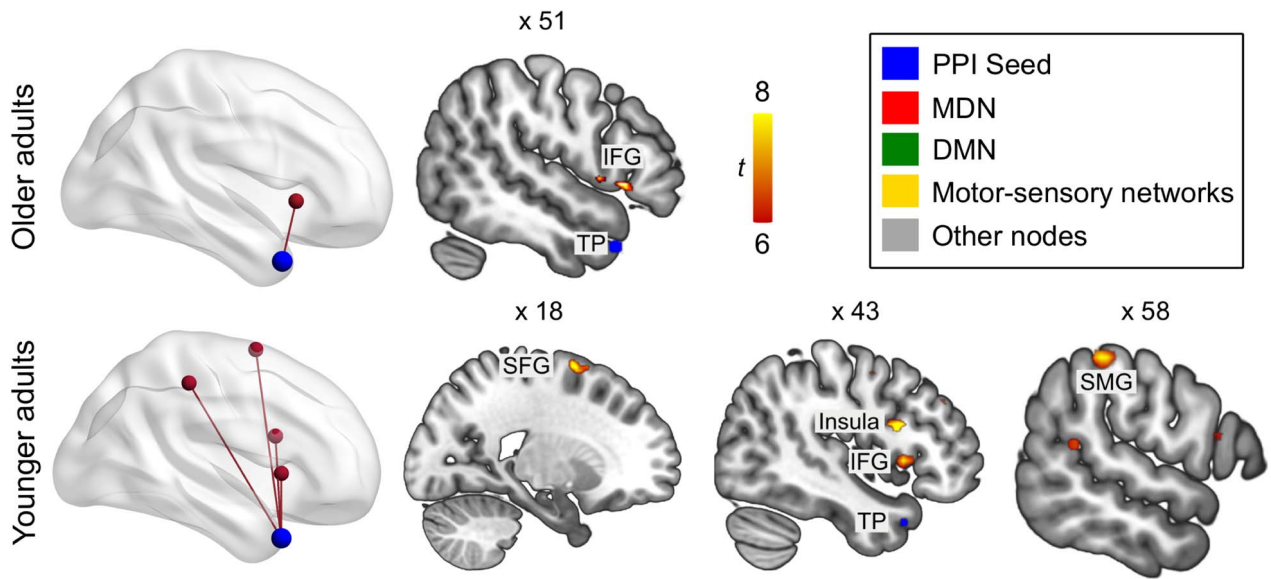 Older adults
x 51
IFG
TP
8
t
6
PPI Seed
MDN
DMN
Motor-sensory networks
Other nodes
Younger adults
x 18
SFG
x 43
Insula
IFG
TP
x 58
SMG